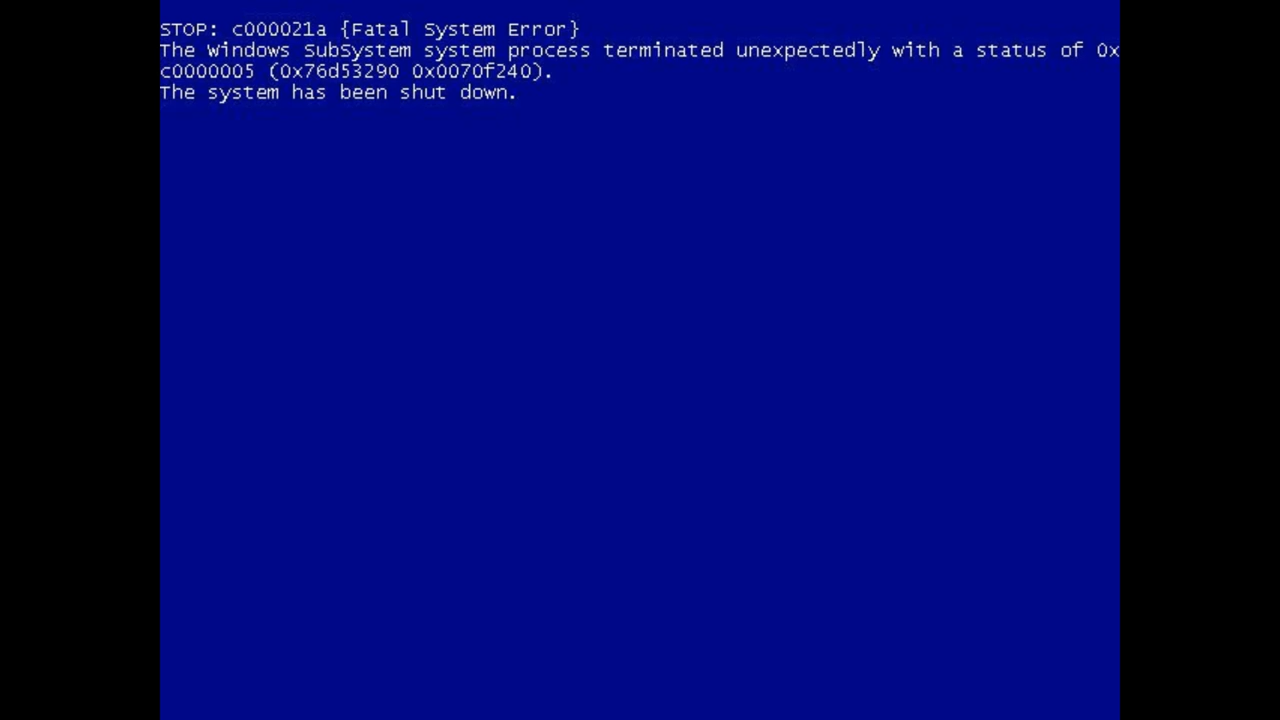 STOP: c000021a {Fatal System Error}
The Windows SubSystem system process terminated unexpectedly with a status of 0x
c0000005 (0x76d53290 0x0070f240).
The system has been shut down.